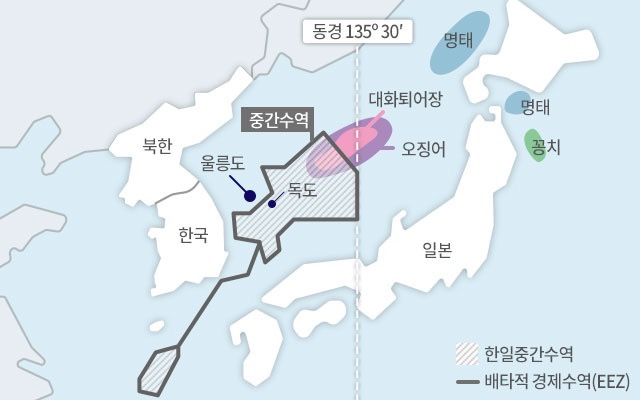 동경 135º 30′
명태
대화퇴어장
명태
중간수역
북한
오징어
꽁치
울릉도
독도
한국
일본
한일중간수역
배타적 경제수역(EEZ)